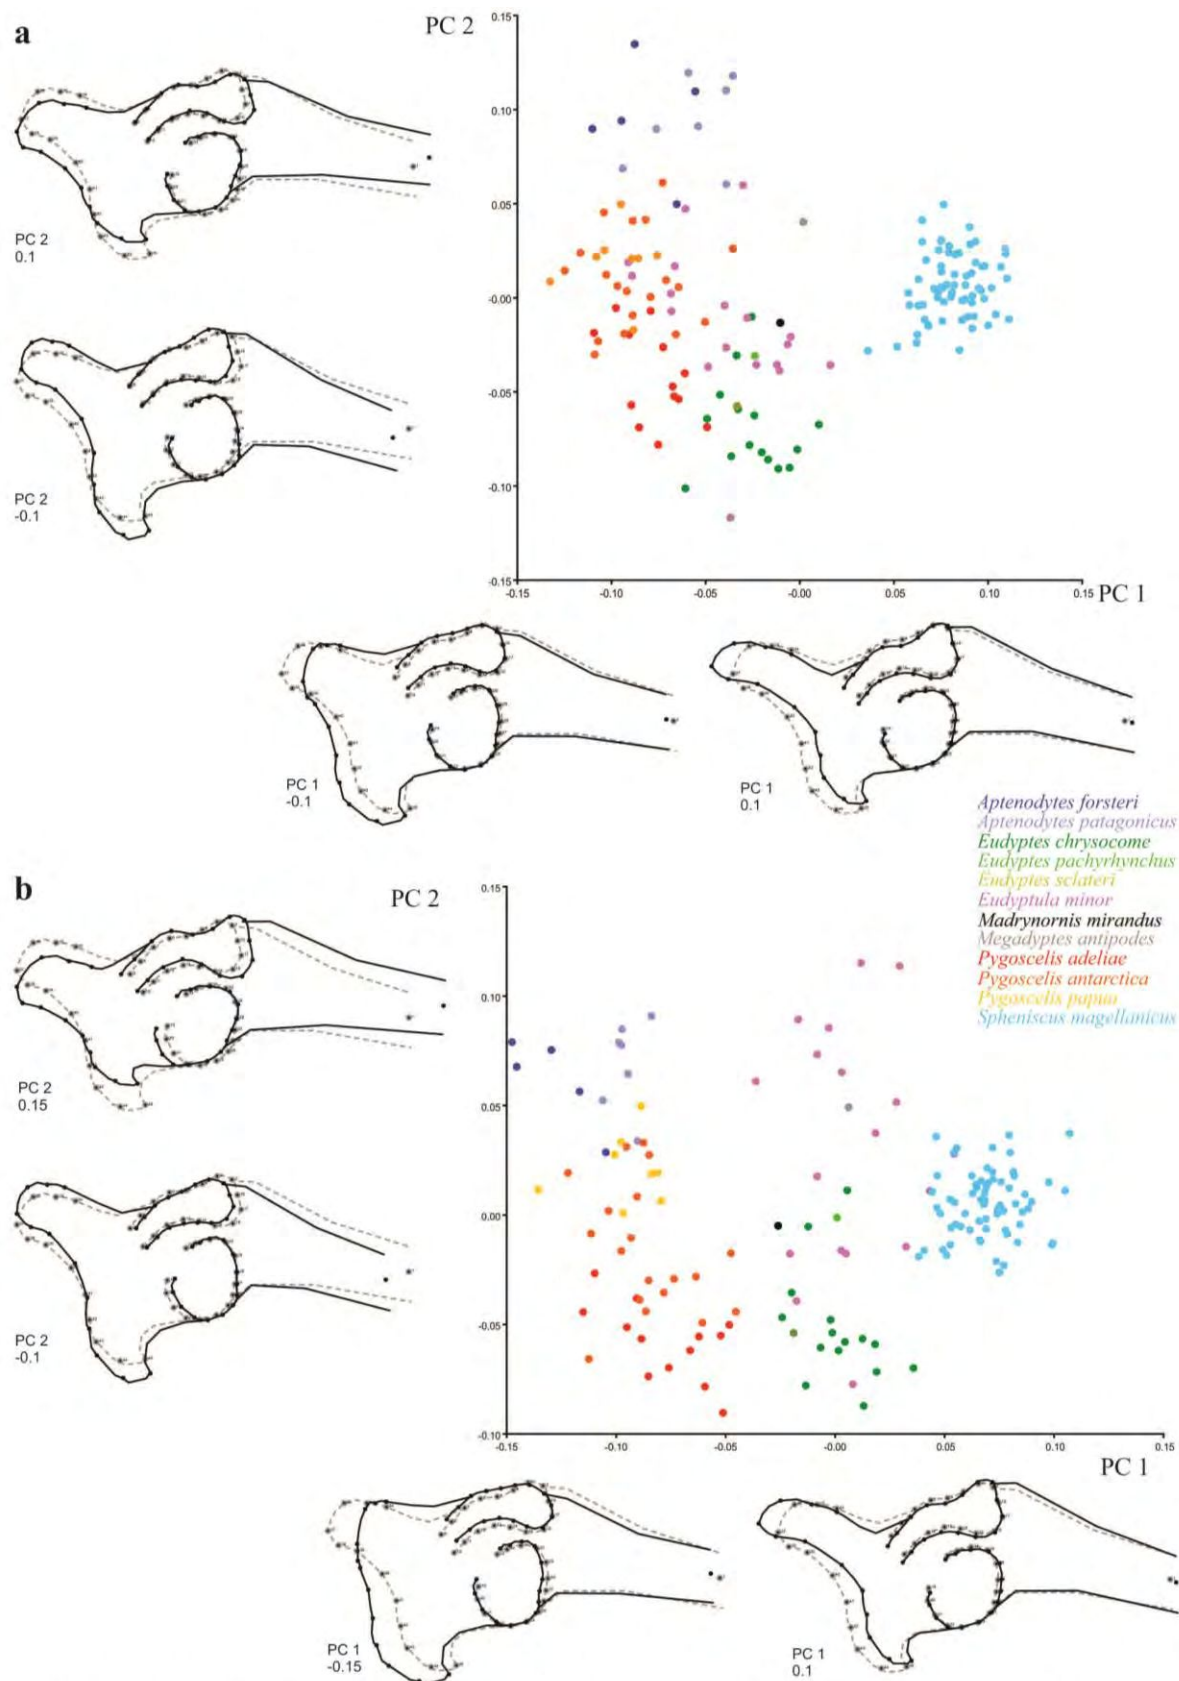 a
PC 2
0.15
0.10
0.05
-0.00
-0.05
-0.10
-0.15
-0.15 -0.10 -0.05 -0.00 0.05 0.10 0.15
PC 1
PC 2
0.1
PC 2
-0.1
PC 1
-0.1
PC 1
0.1
Aptenodytes forsteri
Aptenodytes patagonicus
Eudyptes chrysocome
Eudyptes pachyrhynchus
Eudyptes sclateri
Eudyptula minor
Madrynornis mirandus
Megadyptes antipodes
Pygoscelis adeliae
Pygoscelis antarctica
Pygoscelis papua
Spheniscus magellanicus
b
PC 2
0.15
0.10
0.05
0.00
-0.05
-0.10
-0.15 -0.10 -0.05 -0.00 0.05 0.10 0.15
PC 1
PC 2
0.15
PC 2
-0.1
PC 1
-0.15
PC 1
0.1